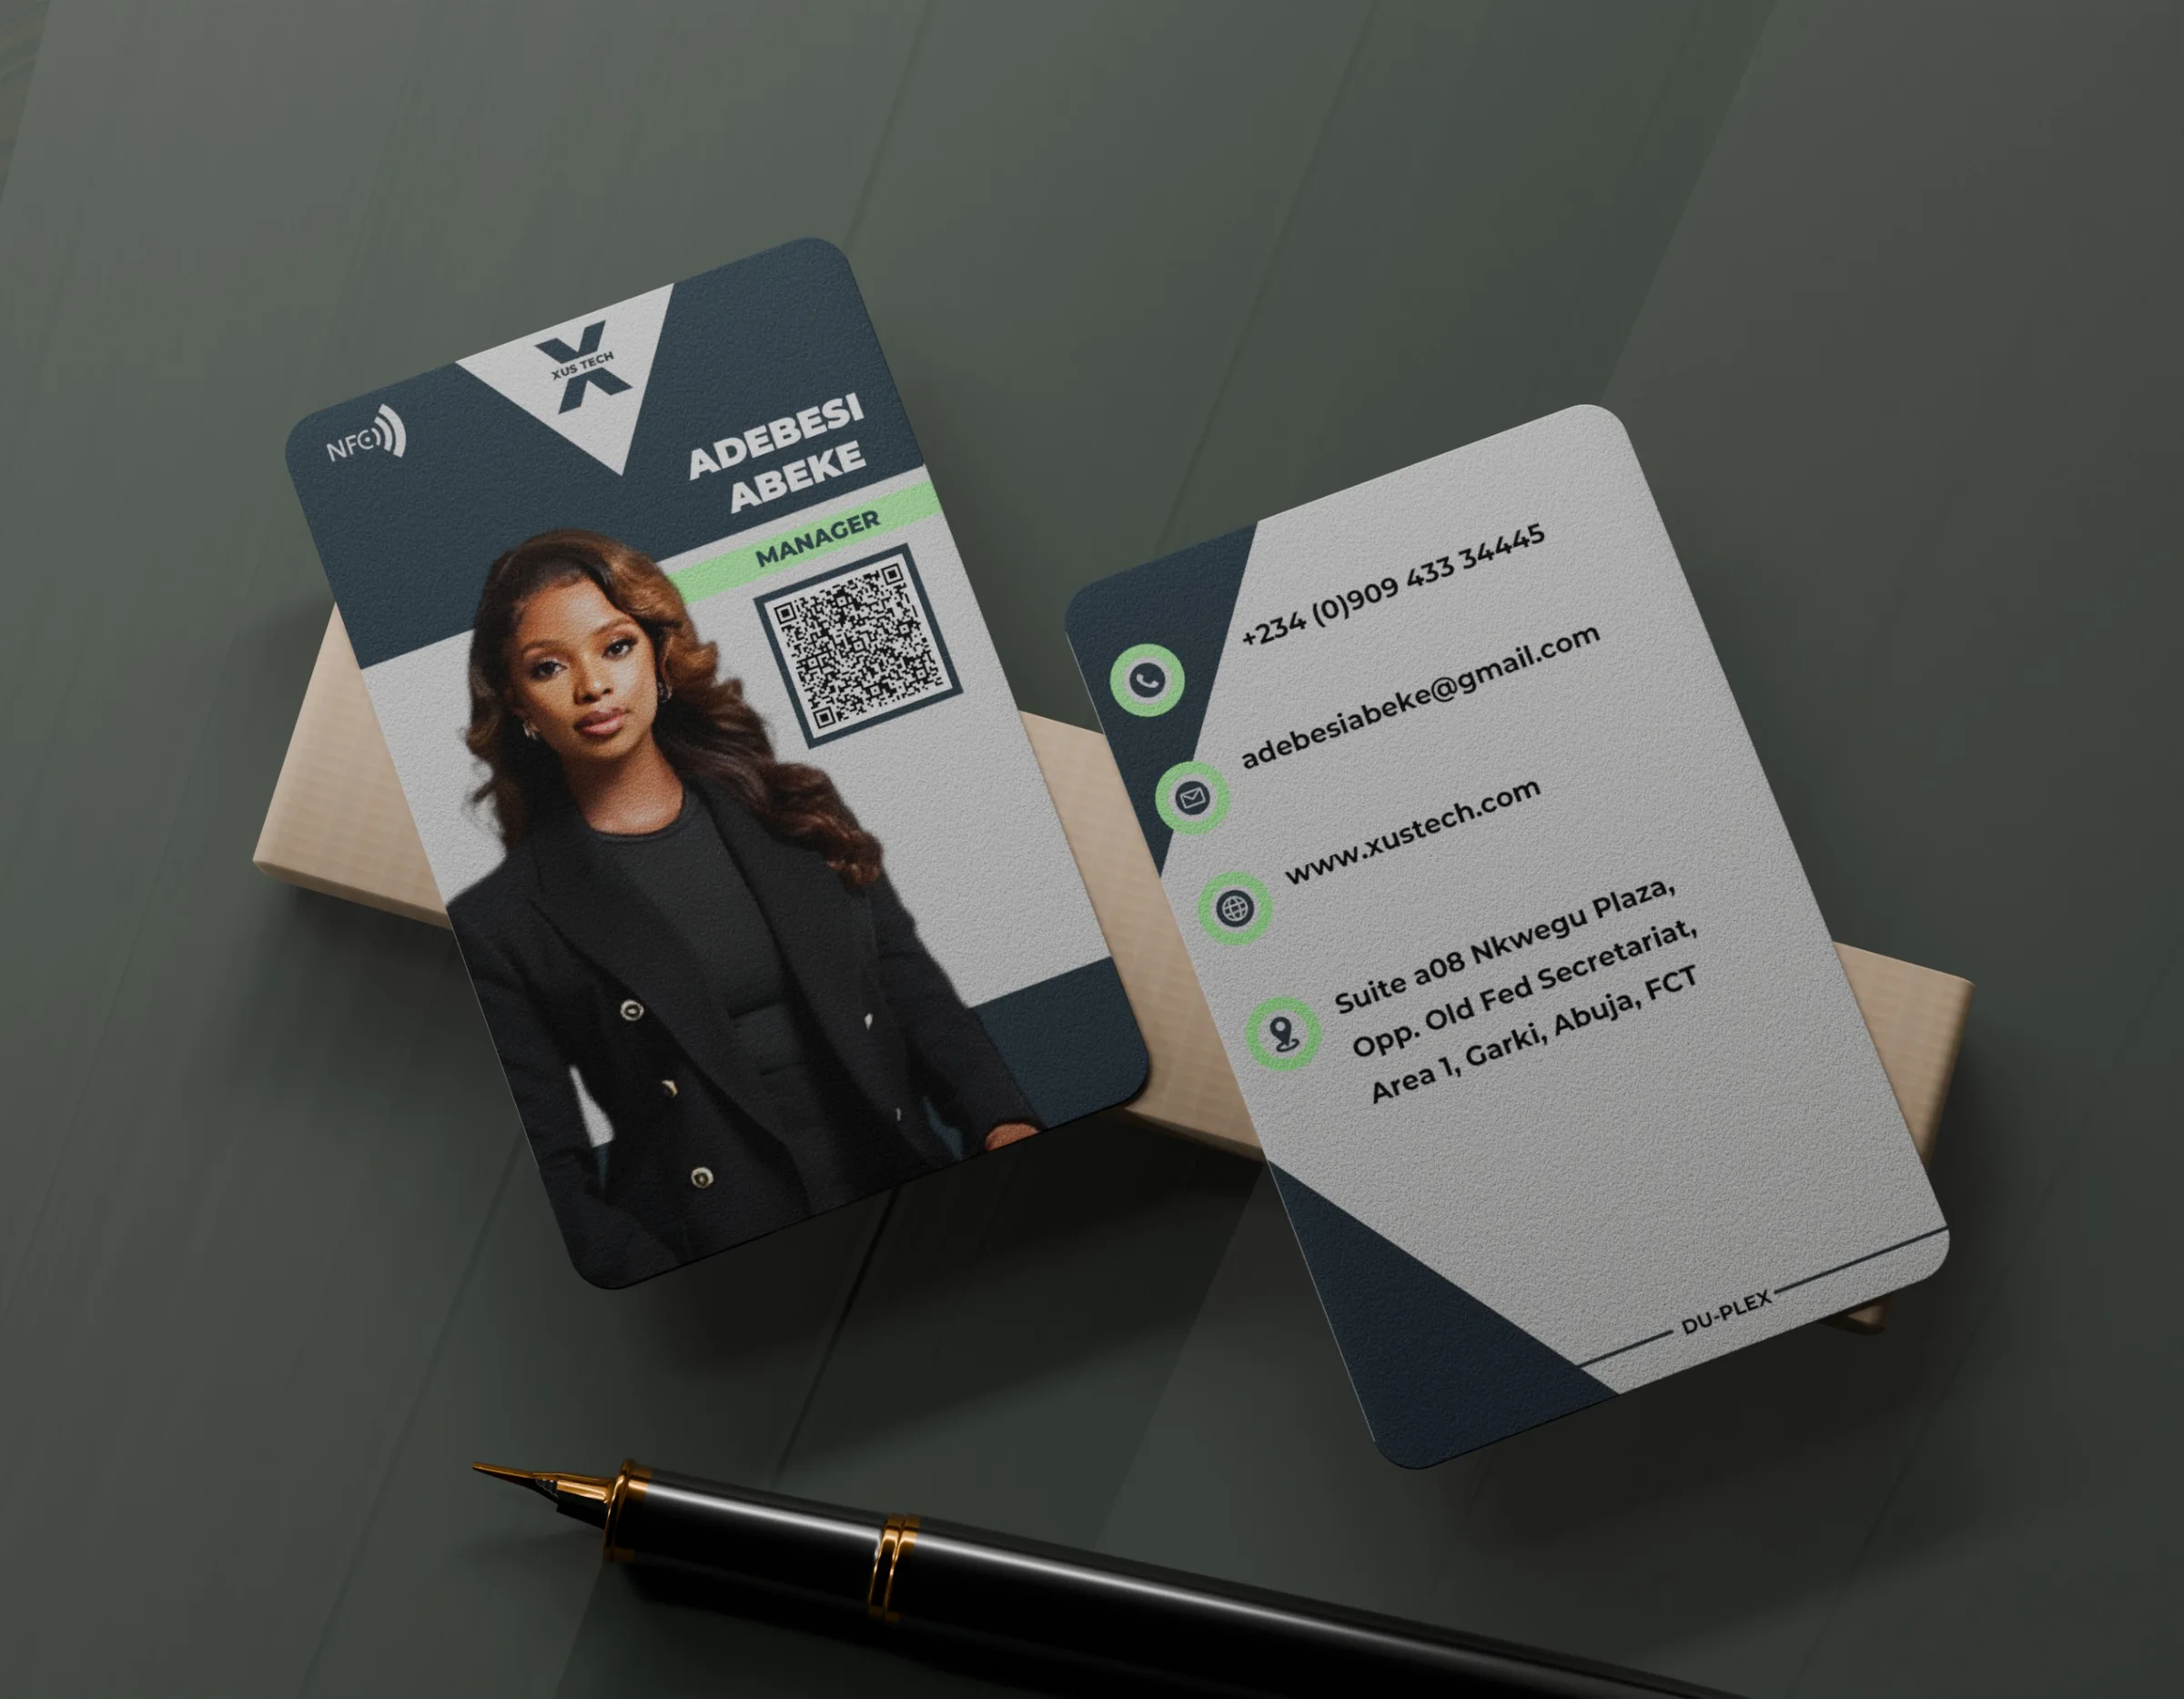 NFC
XUS TECH
ADEBESI
ABEKE
MANAGER
+234 (0)909 433 34445
adebesiabeke@gmail.com
www.xustech.com
Suite a08 Nkwegu Plaza,
Opp. Old Fed Secretariat,
Area 1, Garki, Abuja, FCT
DU-PLEX